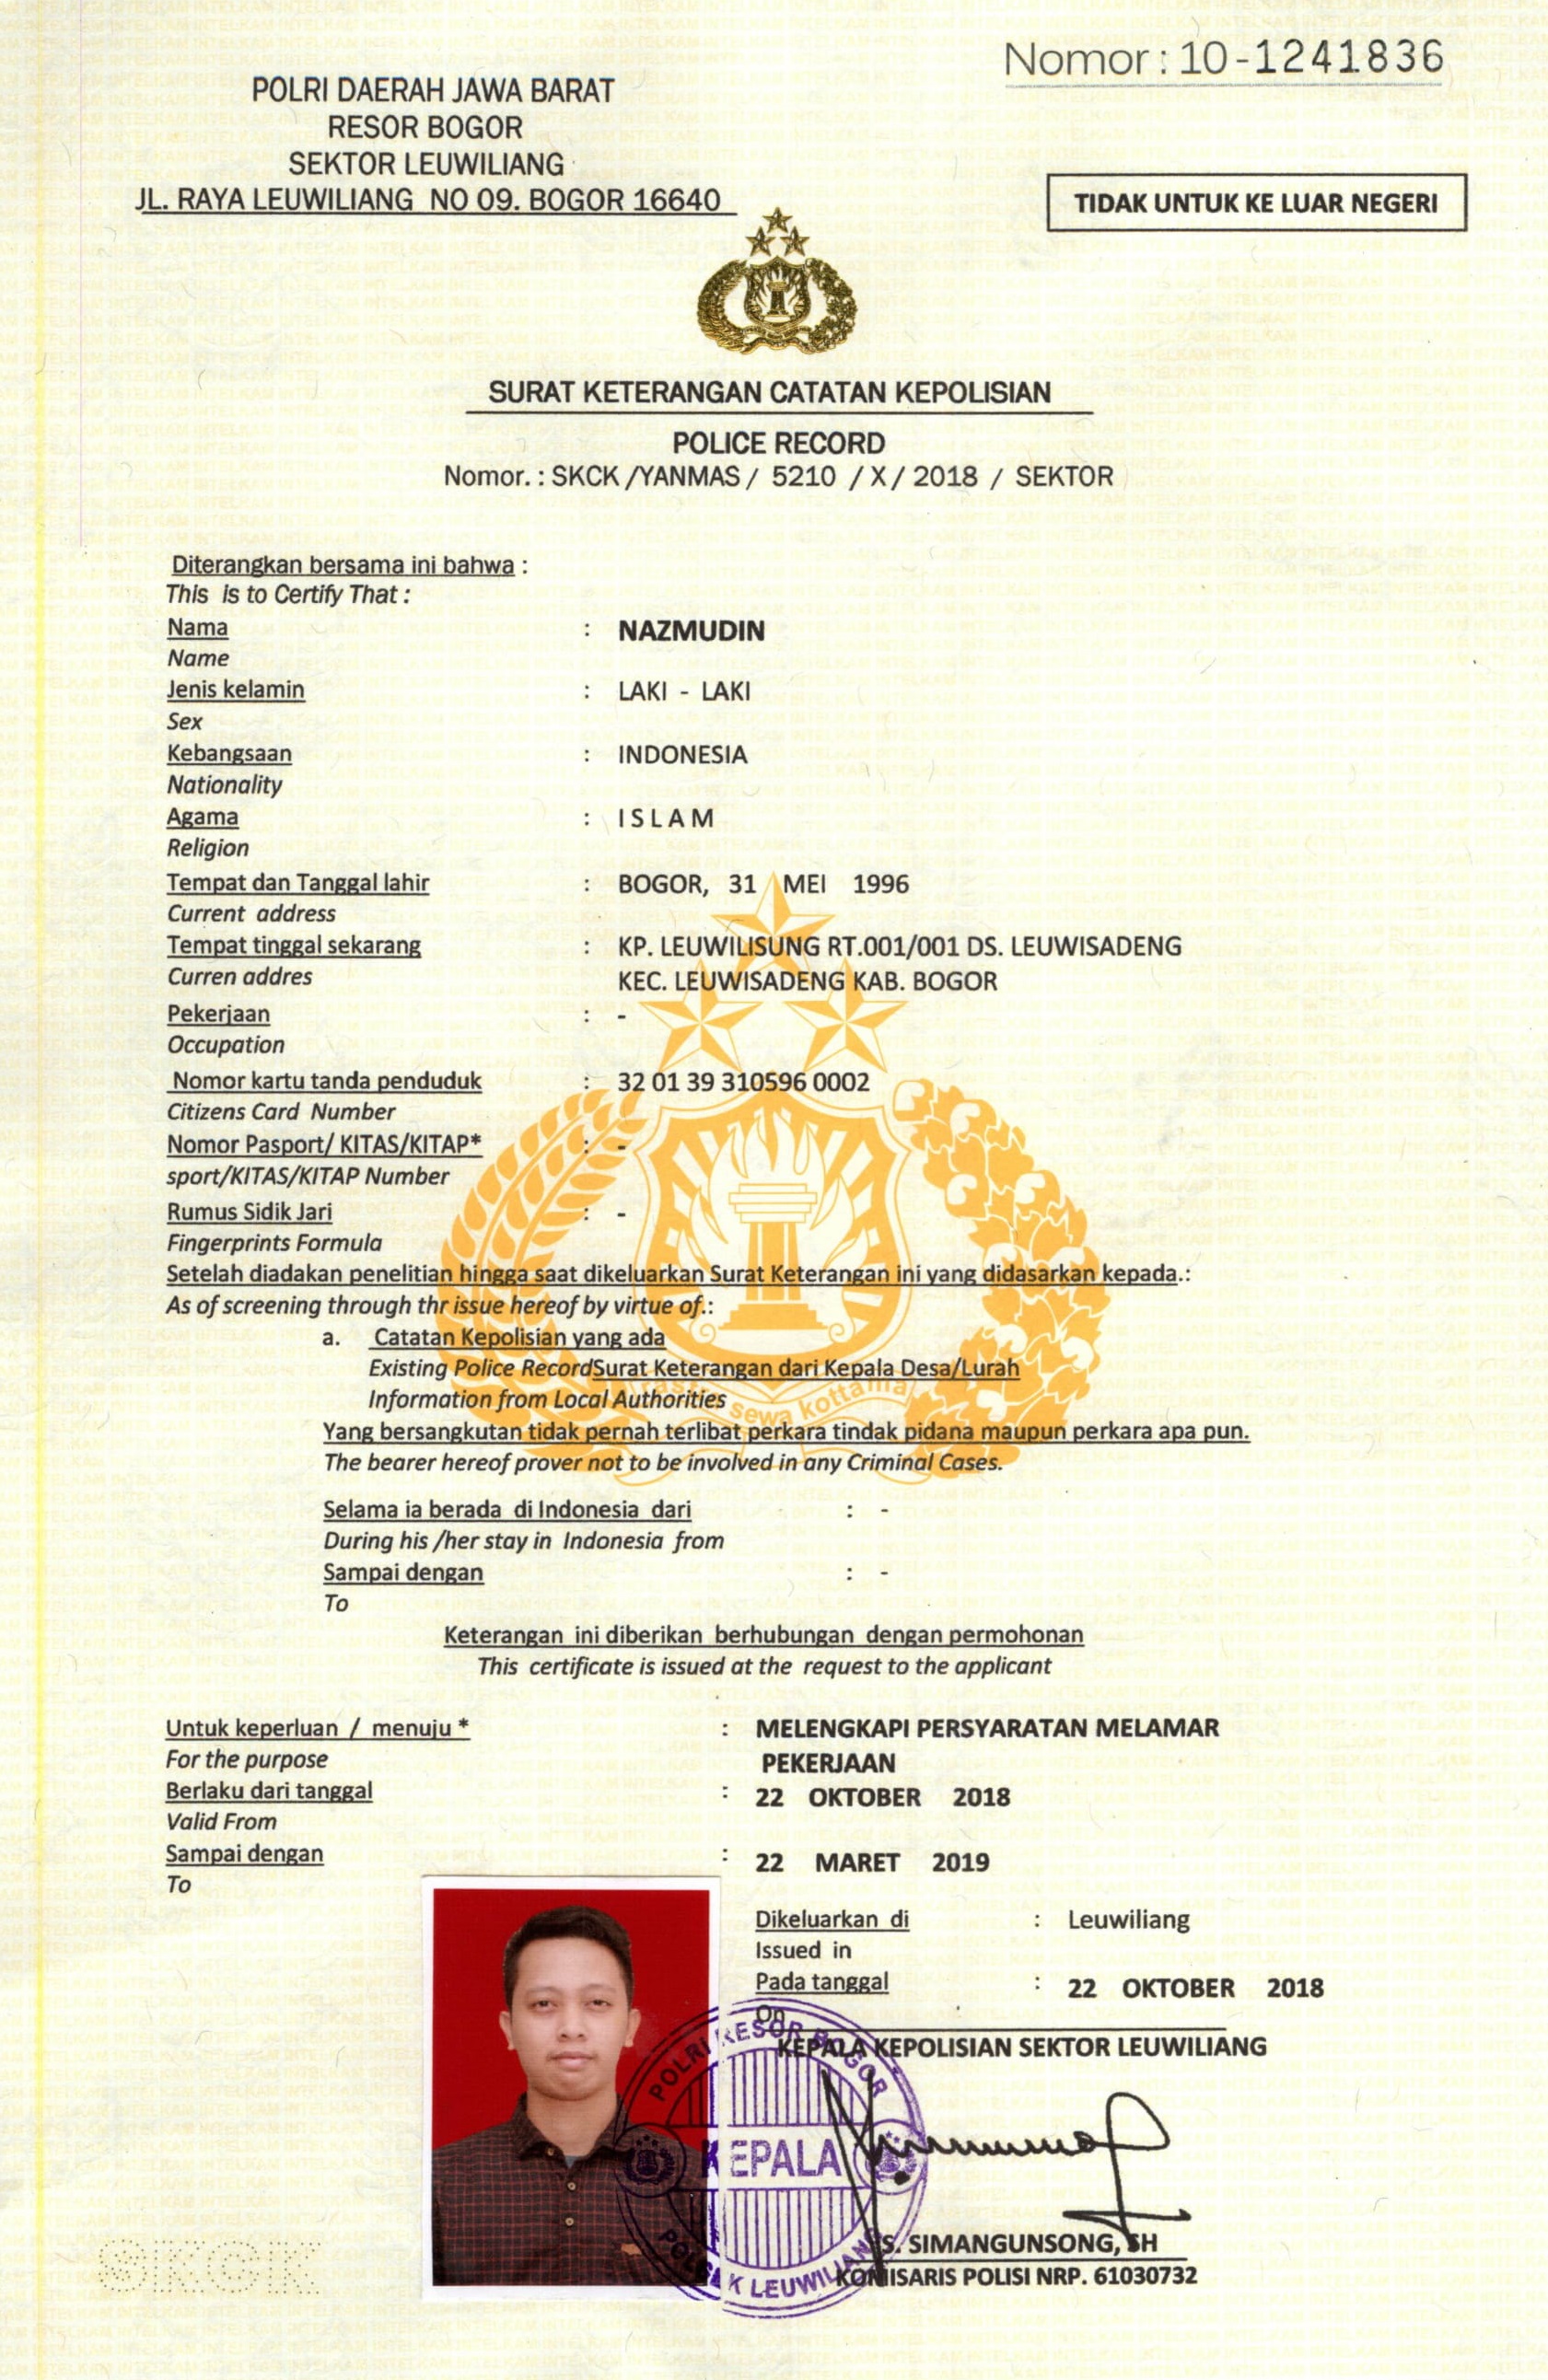 Nomor : 10-1241836
POLRI DAERAH JAWA BARAT
RESOR BOGOR
SEKTOR LEUWILIANG
JL. RAYA LEUWILIANG NO 09. BOGOR 16640
TIDAK UNTUK KE LUAR NEGERI
SURAT KETERANGAN CATATAN KEPOLISIAN
POLICE RECORD
Nomor. : SKCK /YANMAS / 5210 / X / 2018 / SEKTOR
Diterangkan bersama ini bahwa :
This is to Certify That :
Nama : NAZMUDIN
Name
Jenis kelamin : LAKI - LAKI
Sex
Kebangsaan : INDONESIA
Nationality
Agama : I S L A M
Religion
Tempat dan Tanggal lahir : BOGOR, 31 MEI 1996
Current address
Tempat tinggal sekarang : KP. LEUWILISUNG RT.001/001 DS. LEUWISADENG
Curren addres KEC. LEUWISADENG KAB. BOGOR
Pekerjaan : -
Occupation
Nomor kartu tanda penduduk : 32 01 39 310596 0002
Citizens Card Number
Nomor Pasport/ KITAS/KITAP* : -
sport/KITAS/KITAP Number
Rumus Sidik Jari : -
Fingerprints Formula
Setelah diadakan penelitian hingga saat dikeluarkan Surat Keterangan ini yang didasarkan kepada.:
As of screening through thr issue hereof by virtue of.:
a. Catatan Kepolisian yang ada
Existing Police RecordSurat Keterangan dari Kepala Desa/Lurah
Information from Local Authorities
sewa kottama
Yang bersangkutan tidak pernah terlibat perkara tindak pidana maupun perkara apa pun.
The bearer hereof prover not to be involved in any Criminal Cases.
Selama ia berada di Indonesia dari : -
During his /her stay in Indonesia from
Sampai dengan : -
To
Keterangan ini diberikan berhubungan dengan permohonan
This certificate is issued at the request to the applicant
Untuk keperluan / menuju * : MELENGKAPI PERSYARATAN MELAMAR
For the purpose PEKERJAAN
Berlaku dari tanggal : 22 OKTOBER 2018
Valid From
Sampai dengan : 22 MARET 2019
To
Dikeluarkan di : Leuwiliang
Issued in
Pada tanggal : 22 OKTOBER 2018
On
KEPALA KEPOLISIAN SEKTOR LEUWILIANG
POLRI RESOR BOGOR
KEPALA
POLSEK LEUWILIANG
S. SIMANGUNSONG, SH
KOMISARIS POLISI NRP. 61030732
SKCK